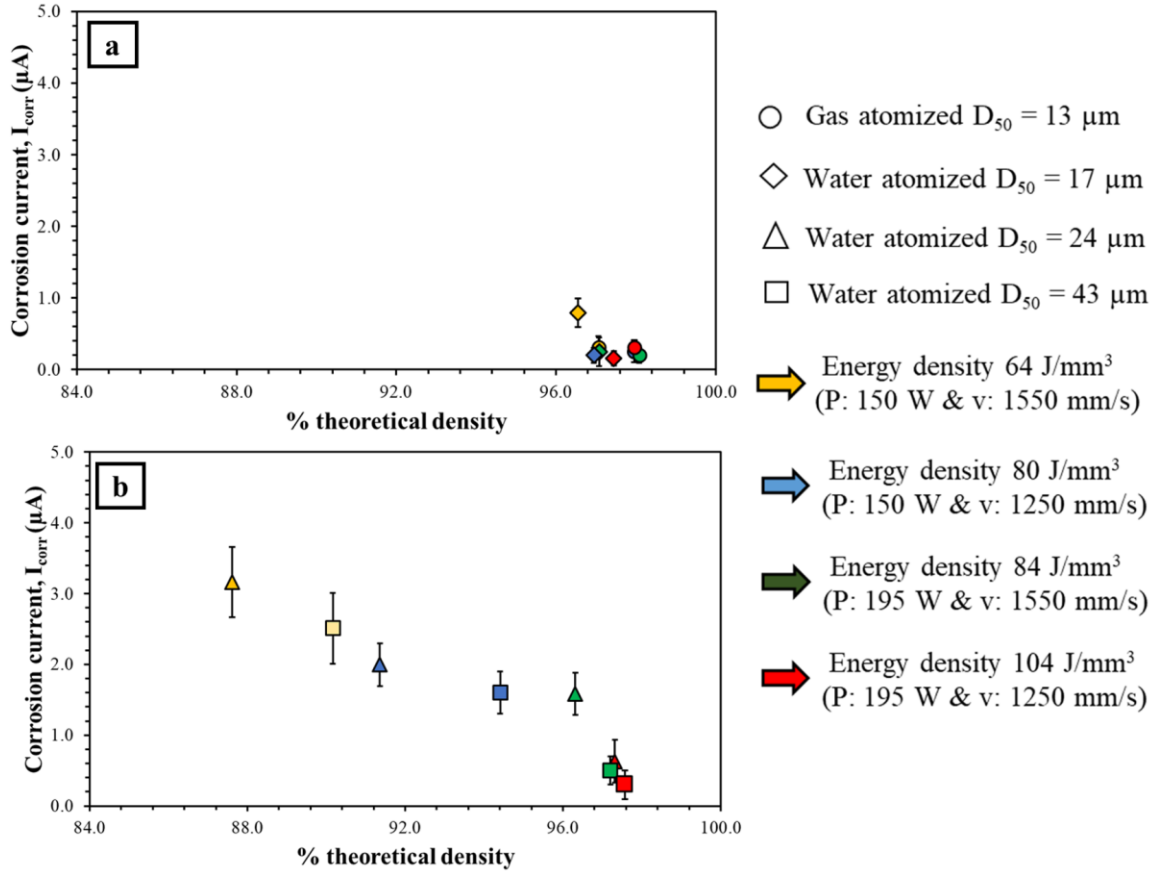 a
5.0
4.0
3.0
2.0
1.0
0.0
Corrosion current, I_corr (μA)
84.0 88.0 92.0 96.0 100.0
% theoretical density
b
5.0
4.0
3.0
2.0
1.0
0.0
Corrosion current, I_corr (μA)
84.0 88.0 92.0 96.0 100.0
% theoretical density
Gas atomized D₅₀ = 13 μm
Water atomized D₅₀ = 17 μm
Water atomized D₅₀ = 24 μm
Water atomized D₅₀ = 43 μm
Energy density 64 J/mm³
(P: 150 W & v: 1550 mm/s)
Energy density 80 J/mm³
(P: 150 W & v: 1250 mm/s)
Energy density 84 J/mm³
(P: 195 W & v: 1550 mm/s)
Energy density 104 J/mm³
(P: 195 W & v: 1250 mm/s)